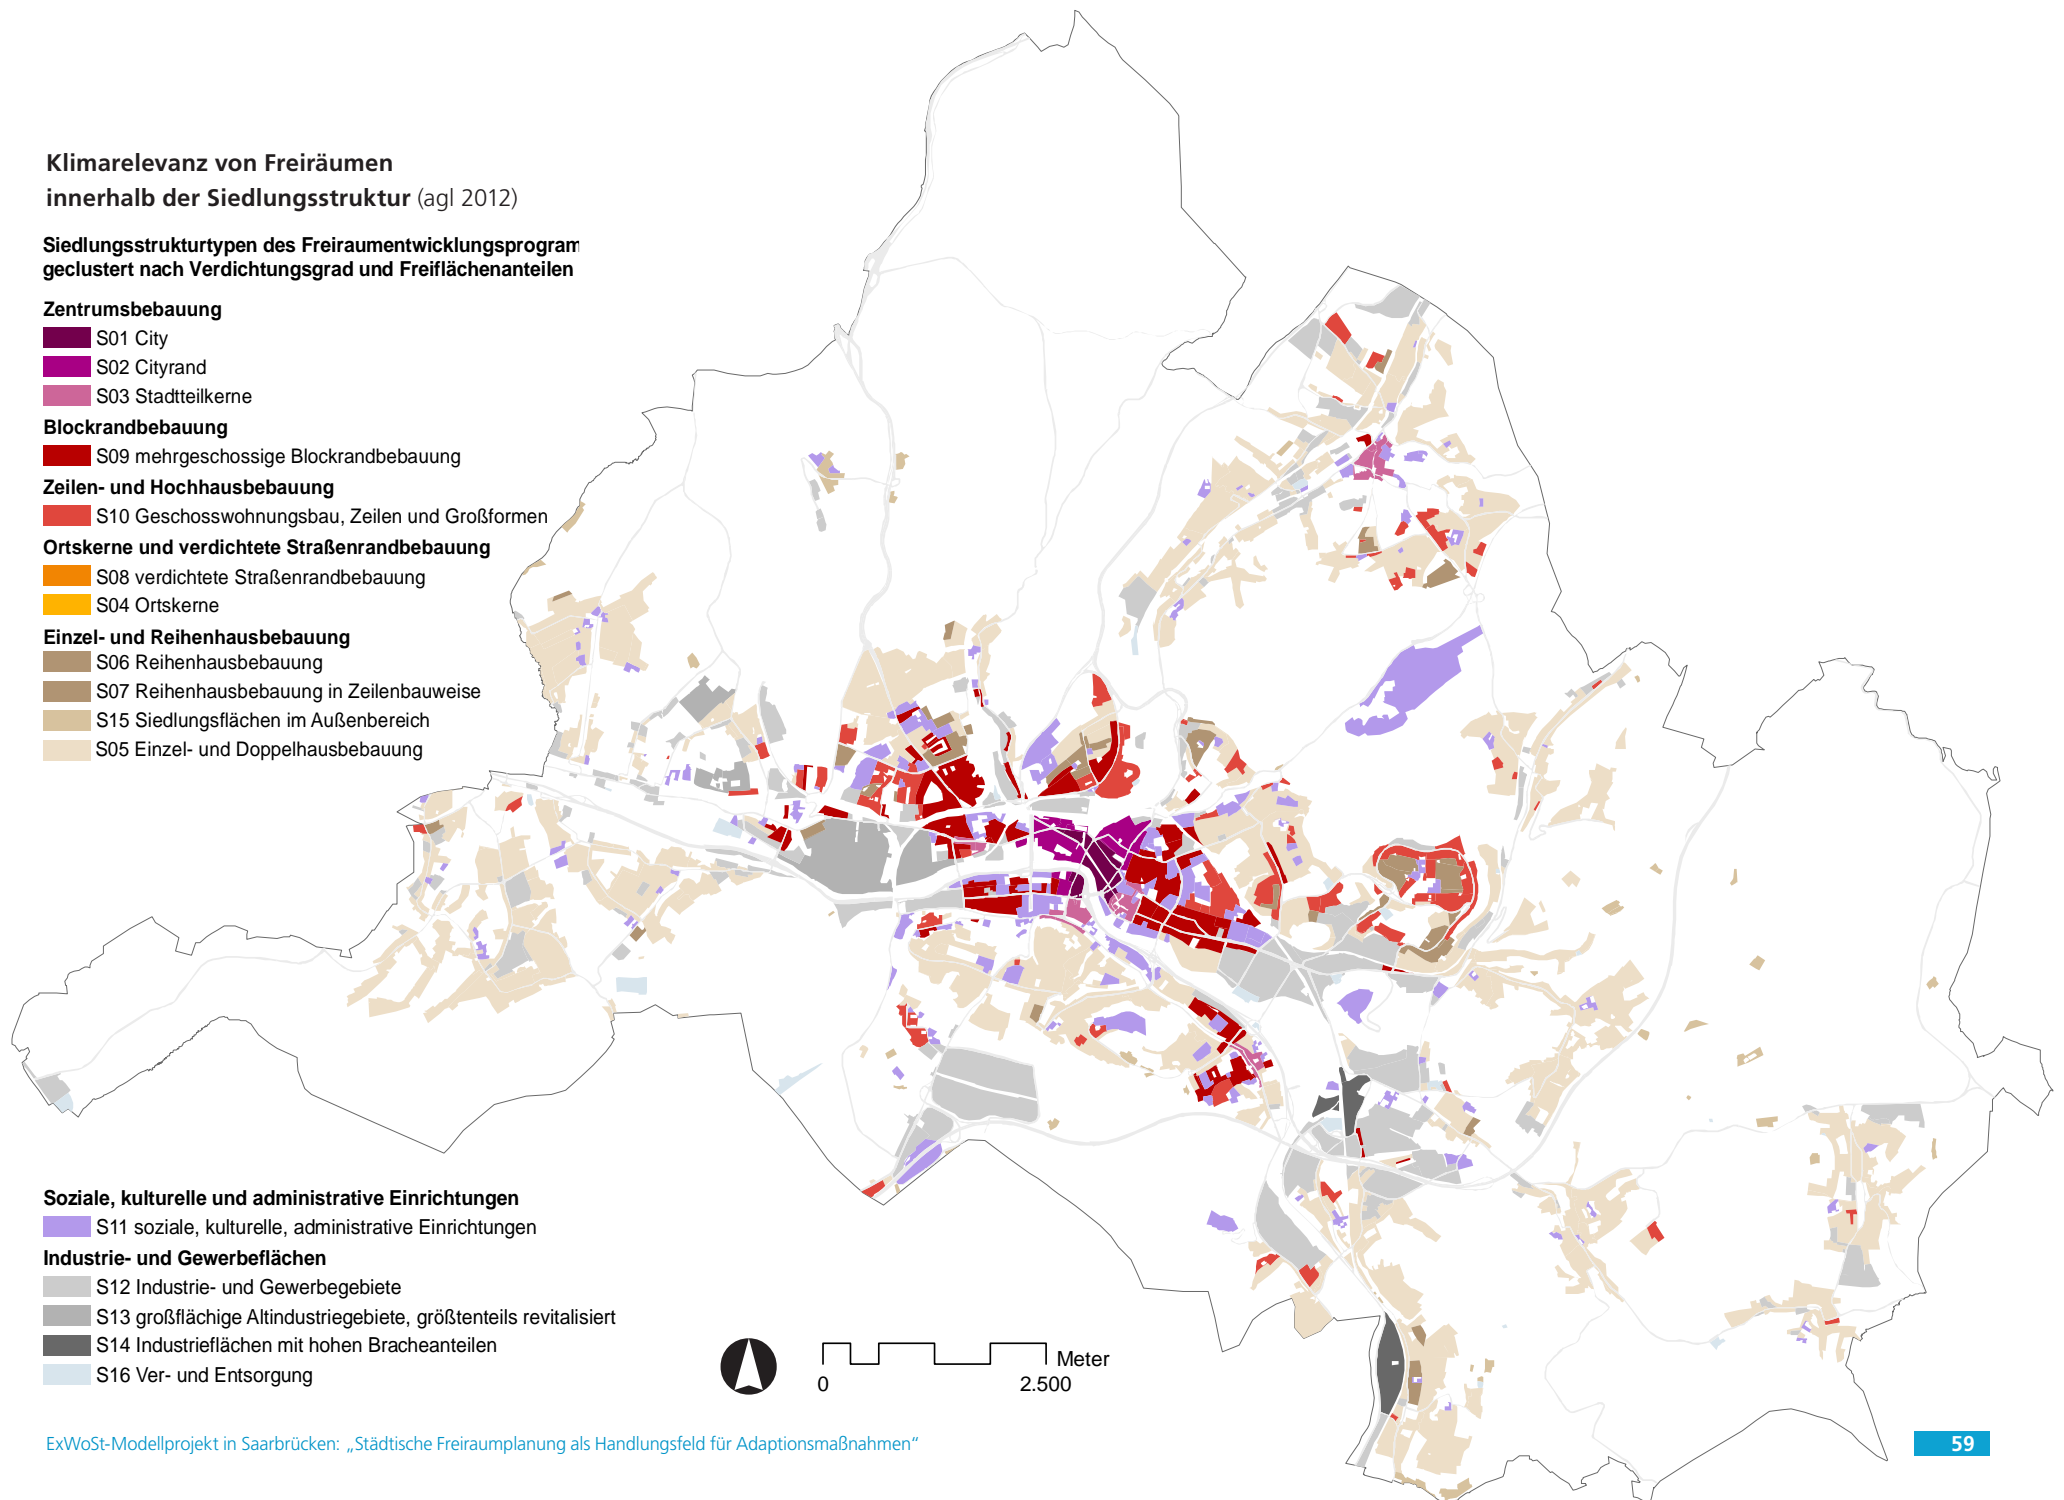 Klimarelevanz von Freiräumen
innerhalb der Siedlungsstruktur (agl 2012)
Siedlungsstrukturtypen des Freiraumentwicklungsprogram
geclustert nach Verdichtungsgrad und Freiflächenanteilen
Zentrumsbebauung
S01 City
S02 Cityrand
S03 Stadtteilkerne
Blockrandbebauung
S09 mehrgeschossige Blockrandbebauung
Zeilen- und Hochhausbebauung
S10 Geschosswohnungsbau, Zeilen und Großformen
Ortskerne und verdichtete Straßenrandbebauung
S08 verdichtete Straßenrandbebauung
S04 Ortskerne
Einzel- und Reihenhausbebauung
S06 Reihenhausbebauung
S07 Reihenhausbebauung in Zeilenbauweise
S15 Siedlungsflächen im Außenbereich
S05 Einzel- und Doppelhausbebauung
Soziale, kulturelle und administrative Einrichtungen
S11 soziale, kulturelle, administrative Einrichtungen
Industrie- und Gewerbeflächen
S12 Industrie- und Gewerbegebiete
S13 großflächige Altindustriegebiete, größtenteils revitalisiert
S14 Industrieflächen mit hohen Bracheanteilen
S16 Ver- und Entsorgung
Meter
0 2.500
ExWoSt-Modellprojekt in Saarbrücken: „Städtische Freiraumplanung als Handlungsfeld für Adaptionsmaßnahmen“
59